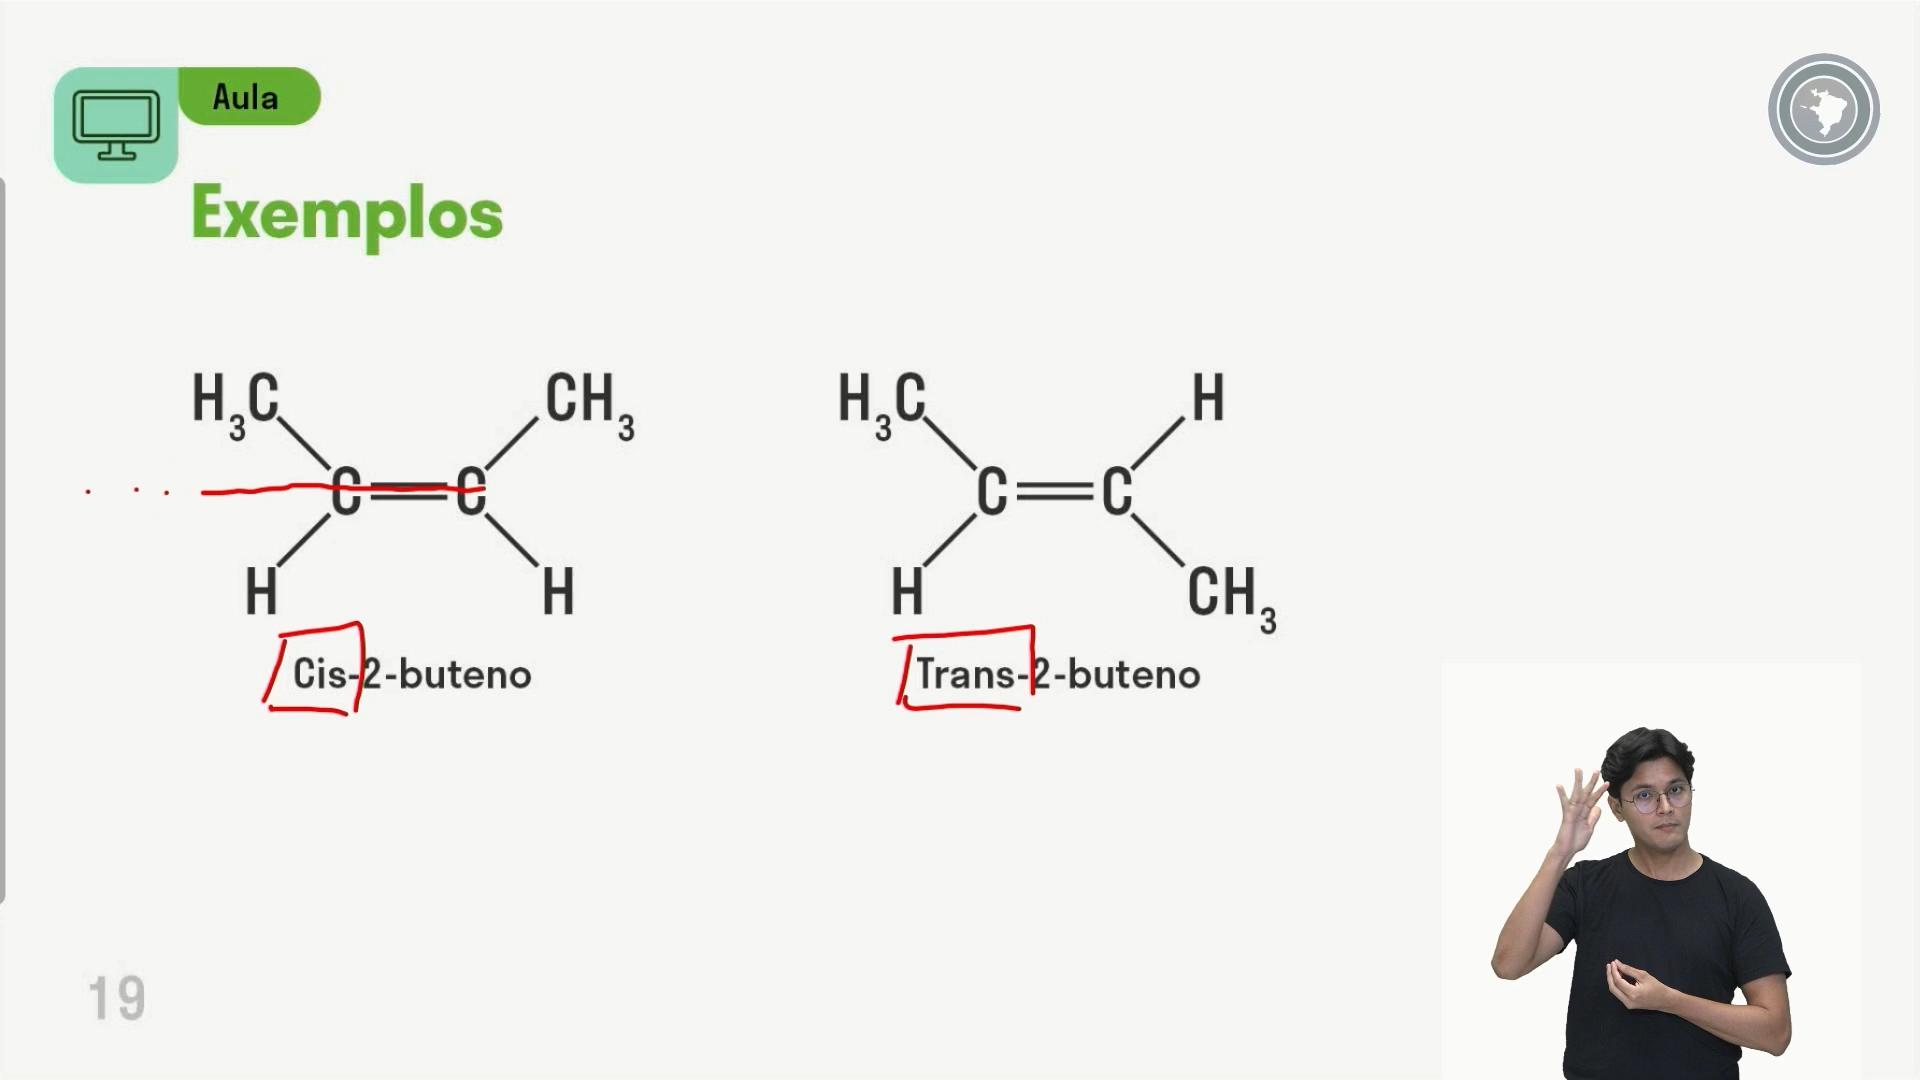 Aula
Exemplos
H3C CH3 H3C H
C=C C=C
H H H CH3
Cis-2-buteno Trans-2-buteno
19